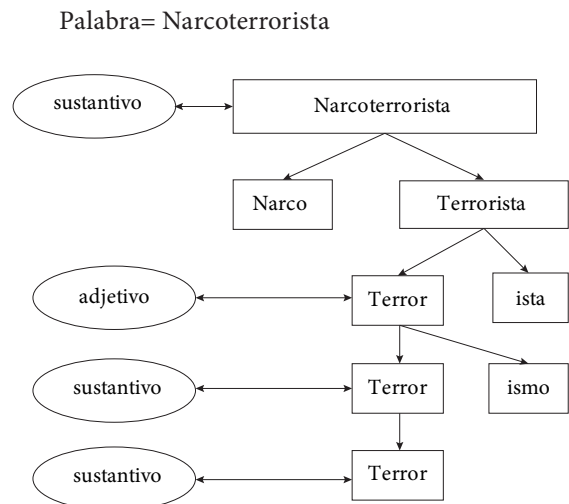 Palabra= Narcoterrorista
sustantivo
Narcoterrorista
Narco
Terrorista
adjetivo
Terror
ista
sustantivo
Terror
ismo
sustantivo
Terror